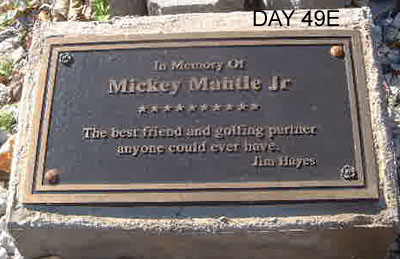 DAY 49E
In Memory Of
Mickey Mantle Jr
★★★★★★★★★★
The best friend and golfing partner
anyone could ever have.
Jim Hayes